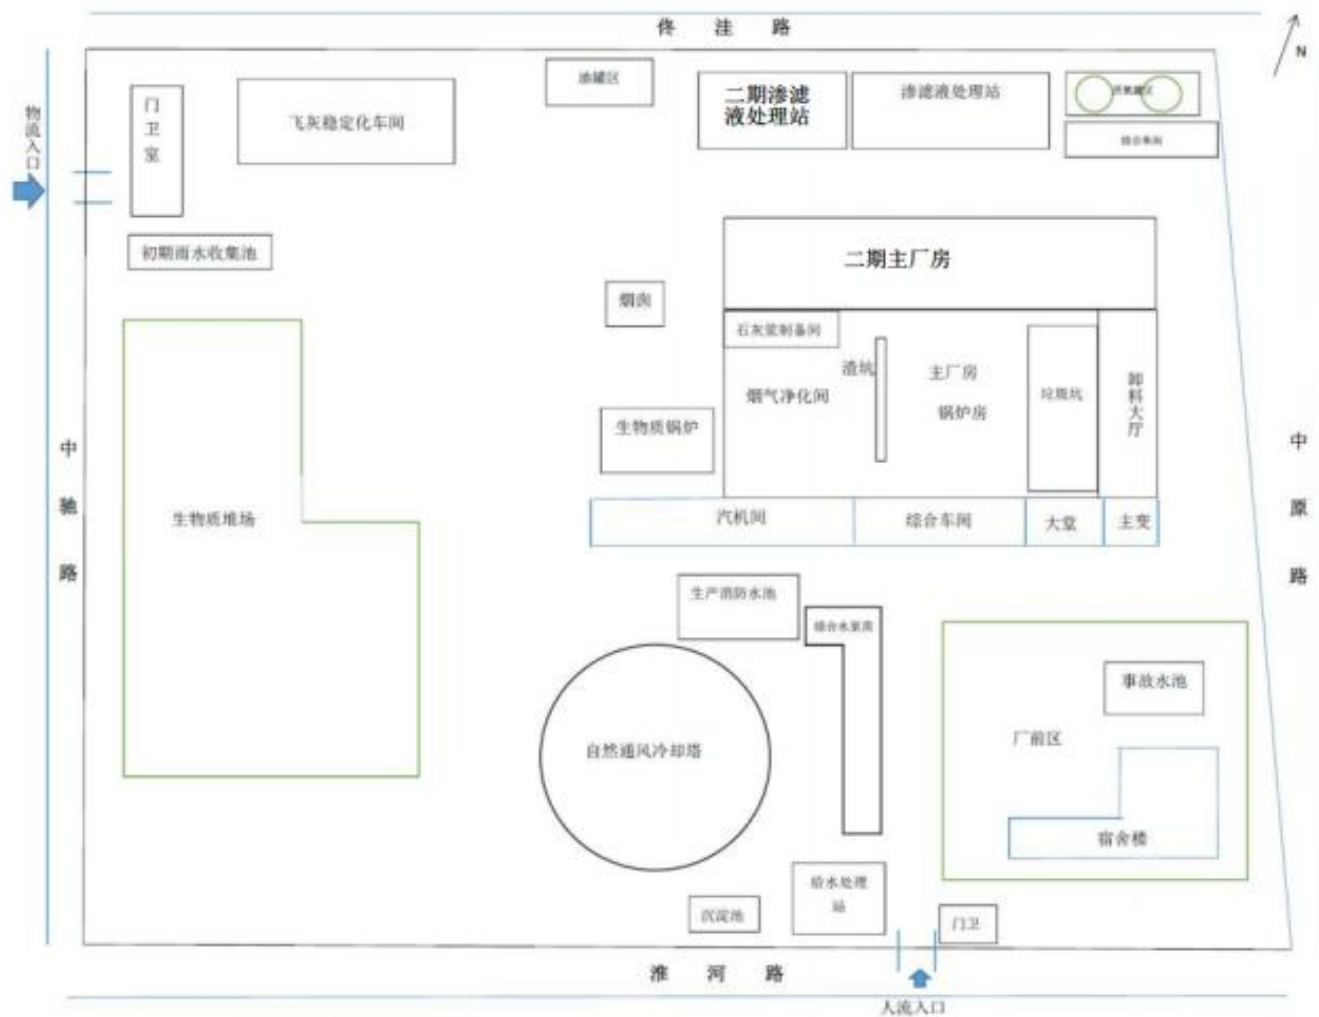 佟洼路
N
物流入口
门卫室
飞灰稳定化车间
油罐区
二期渗滤
液处理站
渗滤液处理站
综合车间
初期雨水收集池
二期主厂房
烟囱
石灰浆制备间
渣坑
主厂房
锅炉房
烟气净化间
垃圾坑
卸料大厅
生物质锅炉
中驰路
中原路
生物质堆场
汽机间
综合车间
大堂
主变
生产消防水池
综合水泵房
事故水池
厂前区
自然通风冷却塔
宿舍楼
给水处理
站
沉淀池
门卫
淮河路
人流入口